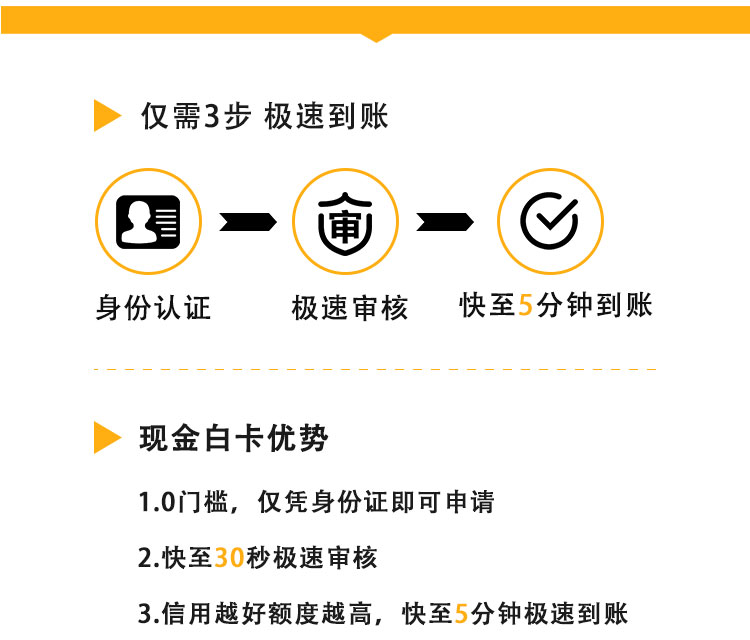 仅需3步 极速到账
审
身份认证 极速审核 快至5分钟到账
现金白卡优势
1.0门槛，仅凭身份证即可申请
2.快至30秒极速审核
3.信用越好额度越高，快至5分钟极速到账